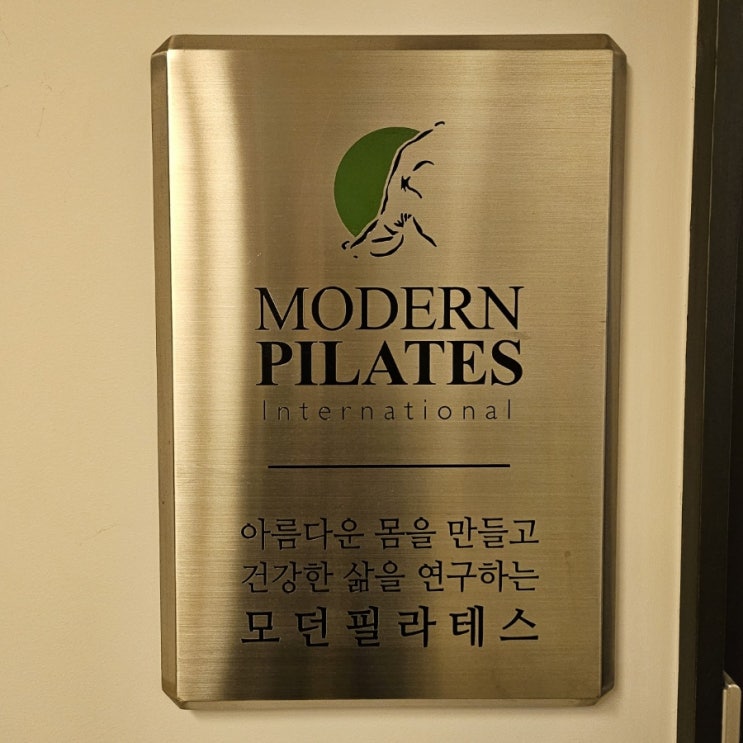 MODERN
PILATES
International
아름다운 몸을 만들고
건강한 삶을 연구하는
모던필라테스